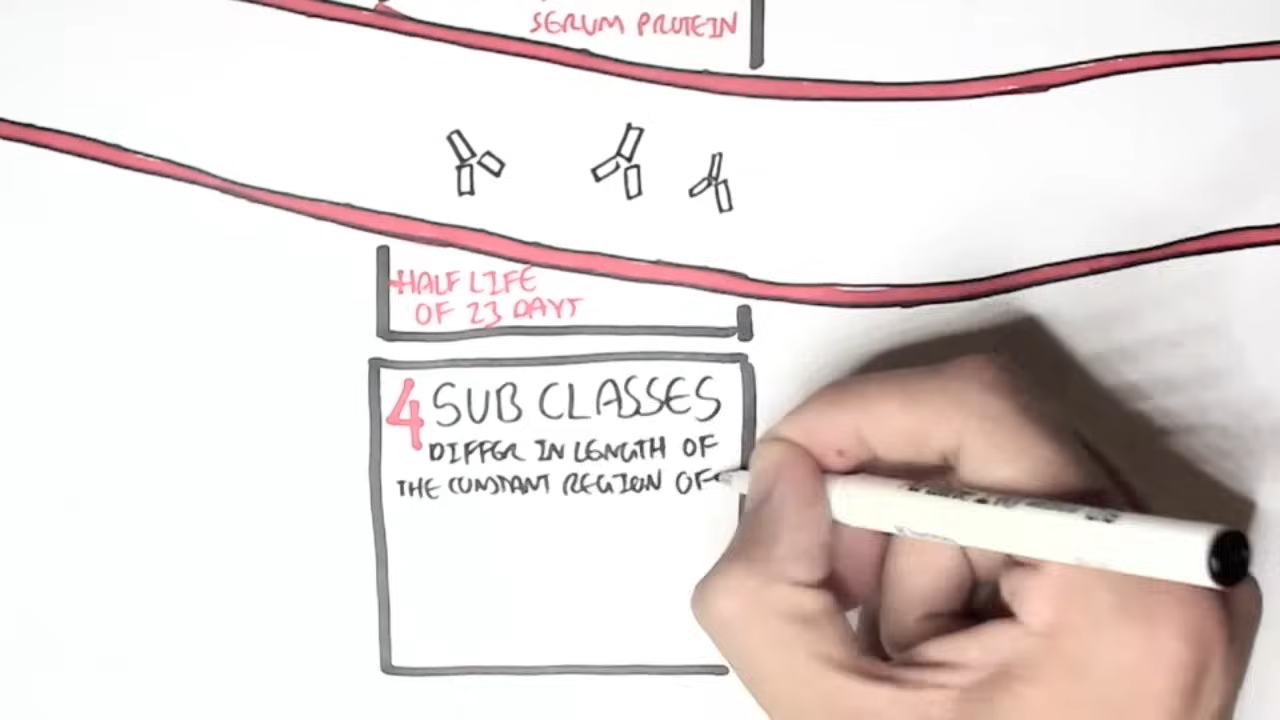 SERUM PROTEIN
HALF LIFE
OF 23 DAYS
4 SUB CLASSES
DIFFER IN LENGTH OF
THE CONSTANT REGION OF